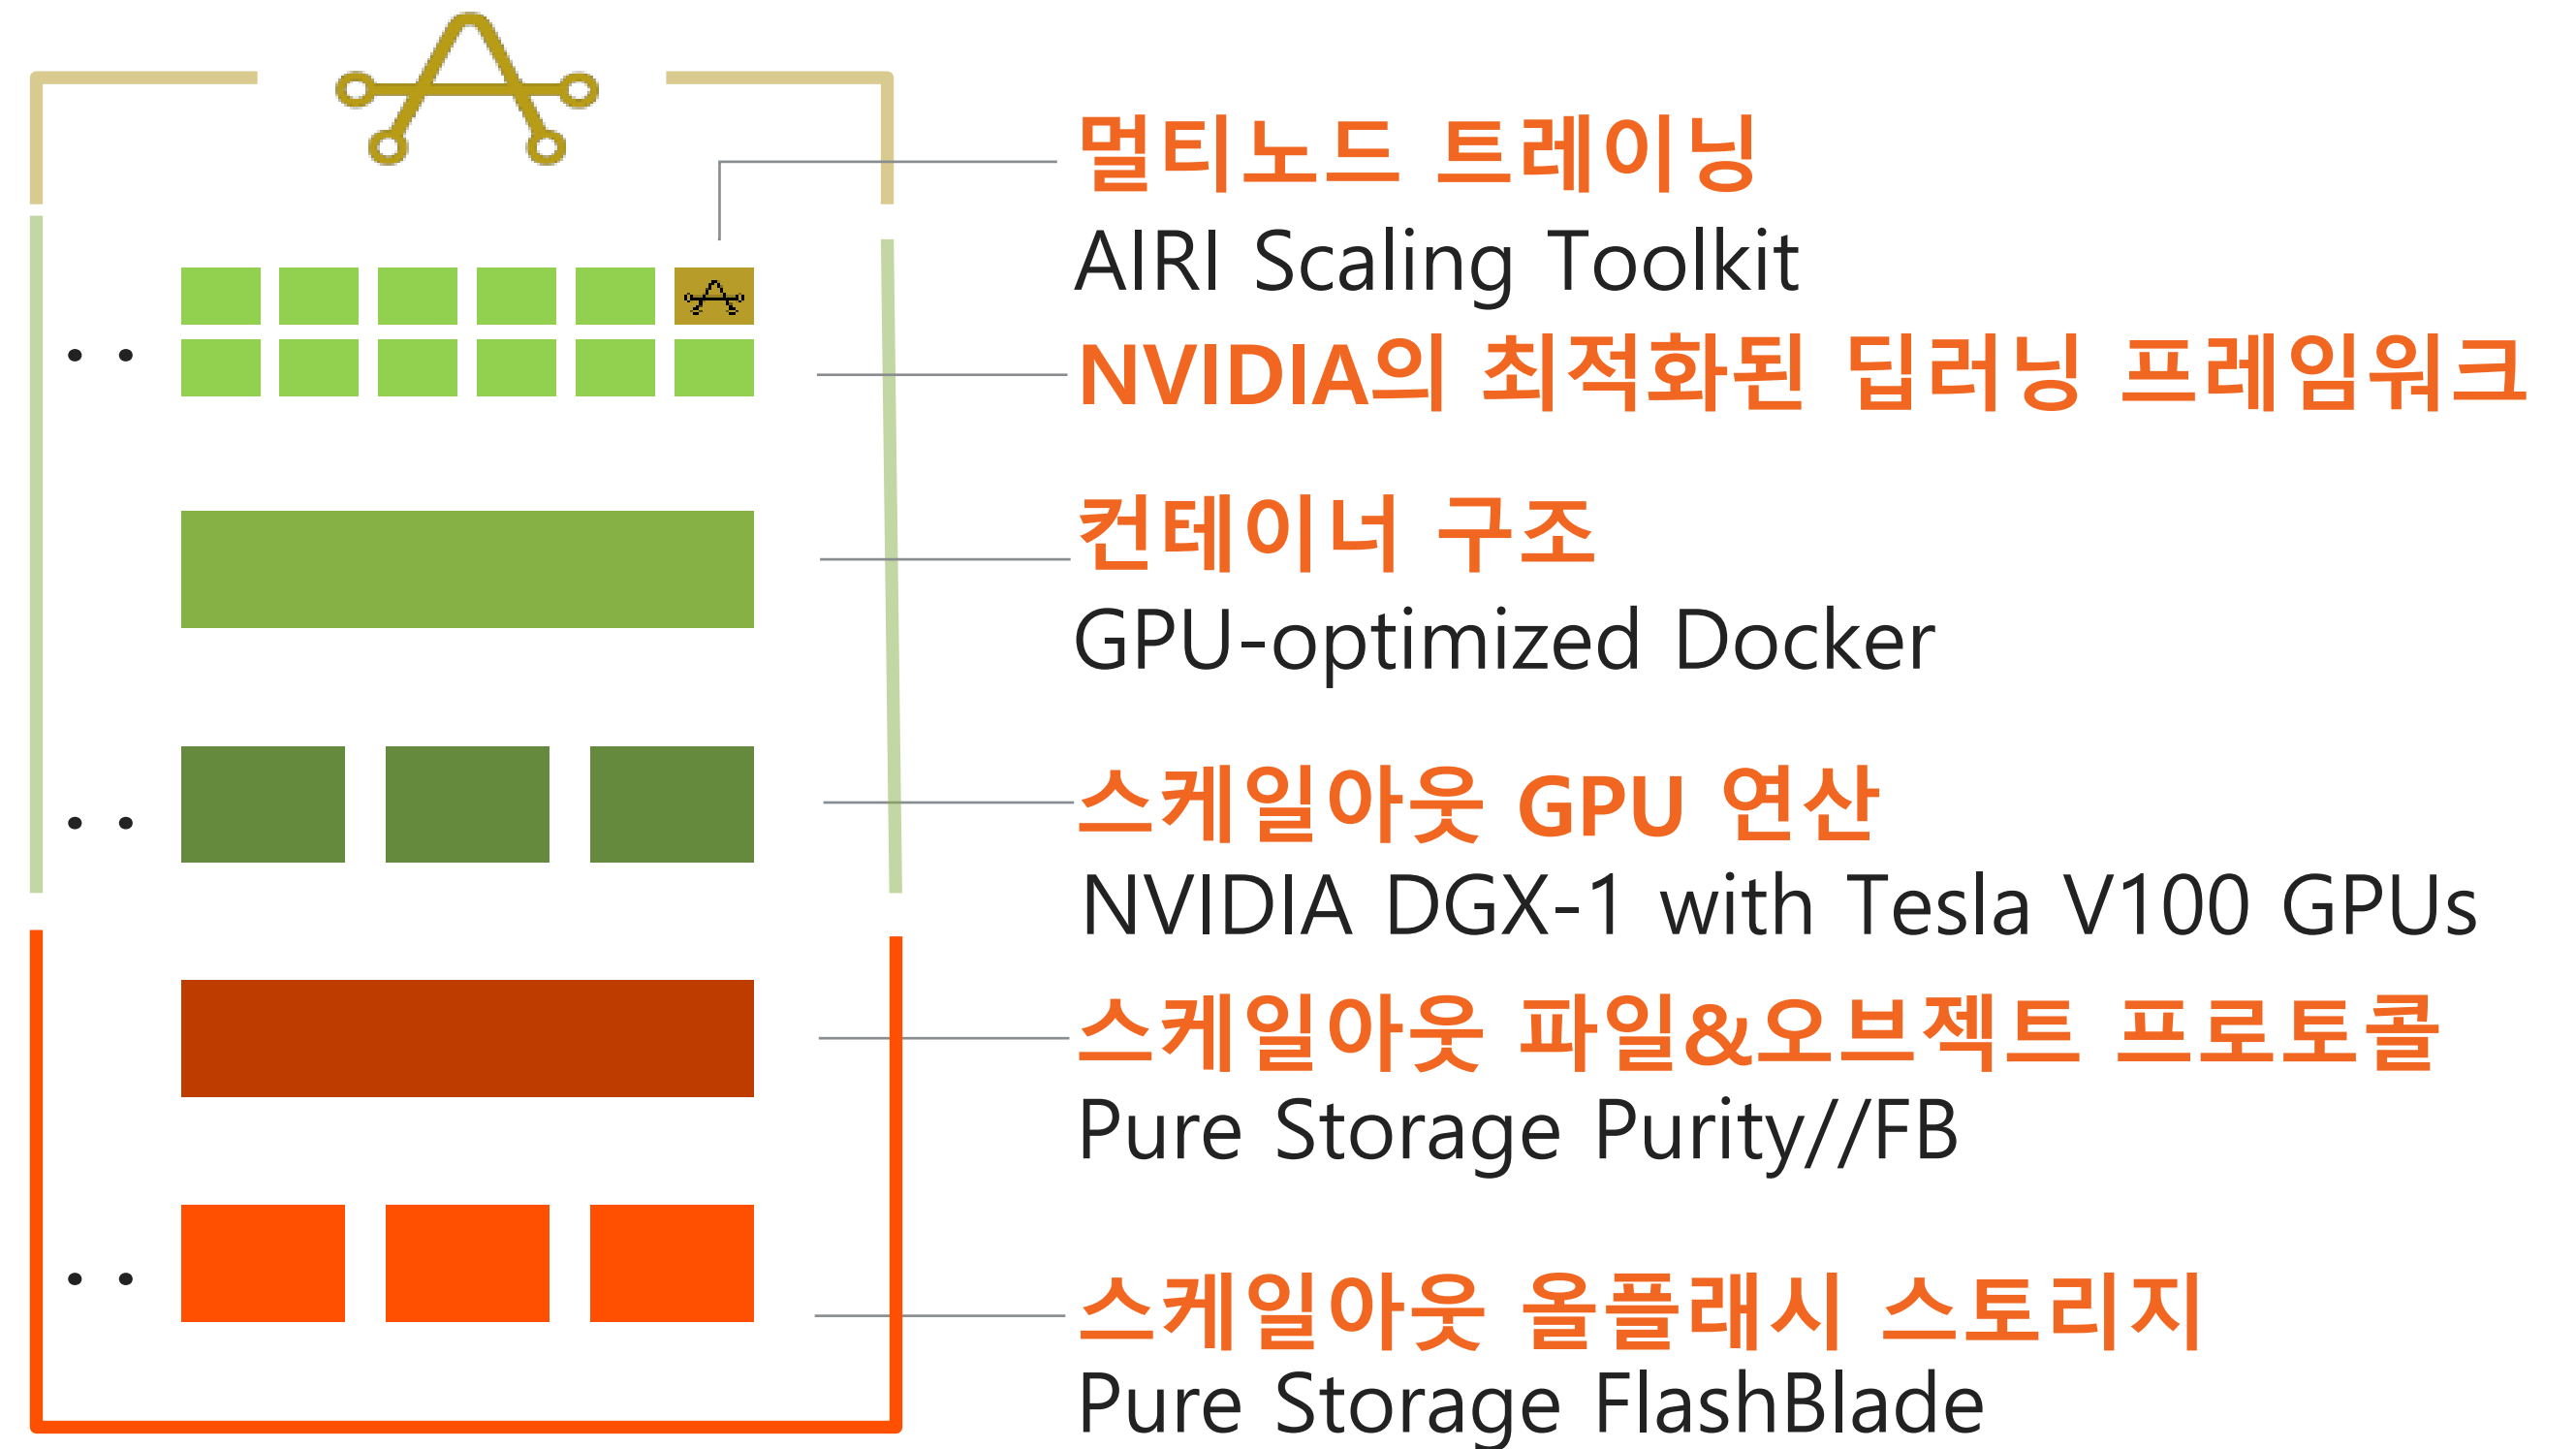 멀티노드 트레이닝
AIRI Scaling Toolkit
NVIDIA의 최적화된 딥러닝 프레임워크
컨테이너 구조
GPU-optimized Docker
스케일아웃 GPU 연산
NVIDIA DGX-1 with Tesla V100 GPUs
스케일아웃 파일&오브젝트 프로토콜
Pure Storage Purity//FB
스케일아웃 올플래시 스토리지
Pure Storage FlashBlade